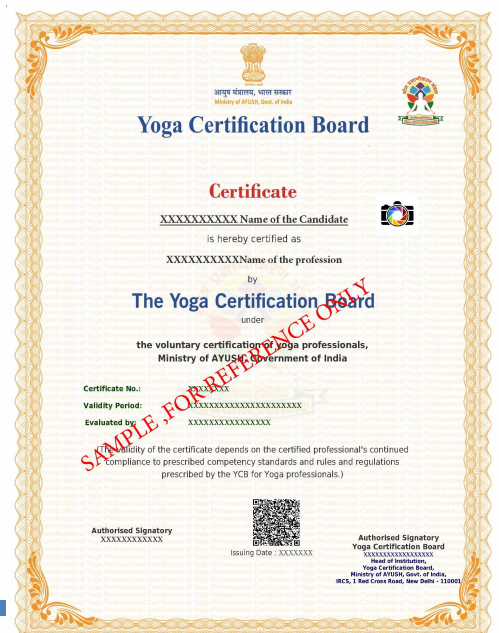 आयुष मंत्रालय, भारत सरकार
Ministry of AYUSH, Govt. of India
Yoga Certification Board
Certificate
XXXXXXXXXX Name of the Candidate
is hereby certified as
XXXXXXXXXXName of the profession
by
The Yoga Certification Board
under
the voluntary certification of yoga professionals,
Ministry of AYUSH, Government of India
SAMPLE ,FOR REFERENCE ONLY
Certificate No.: XXXXXXXX
Validity Period: XXXXXXXXXXXXXXXXXXXXXX
Evaluated by: XXXXXXXXXXXXXXXX
(The validity of the certificate depends on the certified professional's continued
compliance to prescribed competency standards and rules and regulations
prescribed by the YCB for Yoga professionals.)
Authorised Signatory
XXXXXXXXXXXX
Issuing Date : XXXXXXX
Authorised Signatory
Yoga Certification Board
XXXXXXXXXXXXXXXXX
Head of Institution,
Yoga Certification Board,
Ministry of AYUSH, Govt. of India,
IRCS, 1 Red Cross Road, New Delhi - 110001